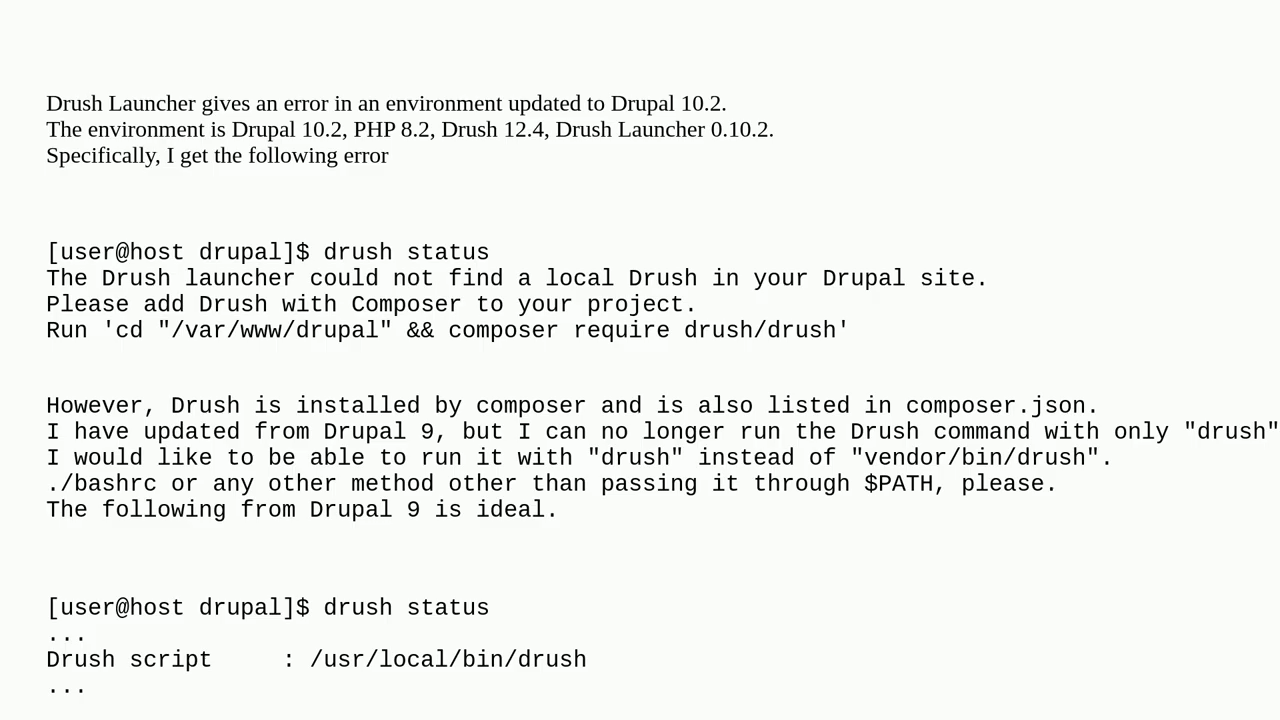 Drush Launcher gives an error in an environment updated to Drupal 10.2.
The environment is Drupal 10.2, PHP 8.2, Drush 12.4, Drush Launcher 0.10.2.
Specifically, I get the following error
[user@host drupal]$ drush status
The Drush launcher could not find a local Drush in your Drupal site.
Please add Drush with Composer to your project.
Run 'cd "/var/www/drupal" && composer require drush/drush'
However, Drush is installed by composer and is also listed in composer.json.
I have updated from Drupal 9, but I can no longer run the Drush command with only "drush"
I would like to be able to run it with "drush" instead of "vendor/bin/drush".
./bashrc or any other method other than passing it through $PATH, please.
The following from Drupal 9 is ideal.
[user@host drupal]$ drush status
...
Drush script     : /usr/local/bin/drush
...